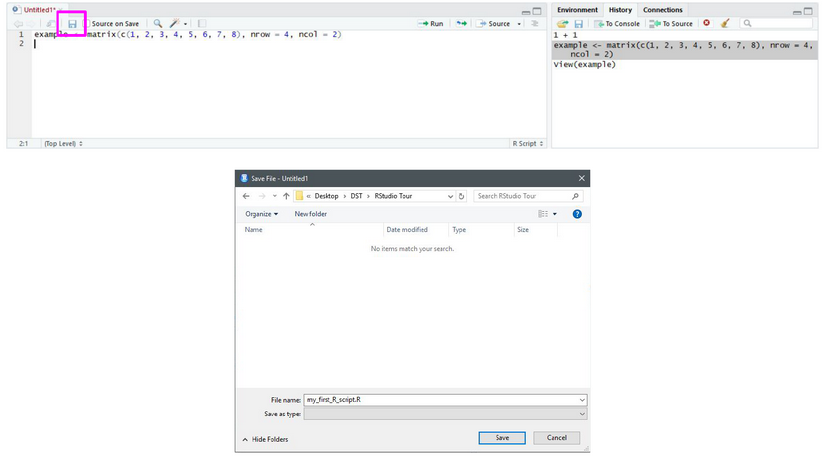 Untitled1*
Source on Save
Run
Source
1 example <- matrix(c(1, 2, 3, 4, 5, 6, 7, 8), nrow = 4, ncol = 2)
2
2:1 (Top Level) R Script
Environment History Connections
To Console To Source
1 + 1
example <- matrix(c(1, 2, 3, 4, 5, 6, 7, 8), nrow = 4,
ncol = 2)
View(example)
Save File - Untitled1
« Desktop > DST > RStudio Tour
Search RStudio Tour
Organize New folder
Name Date modified Type Size
No items match your search.
File name: my_first_R_script.R
Save as type:
Hide Folders Save Cancel